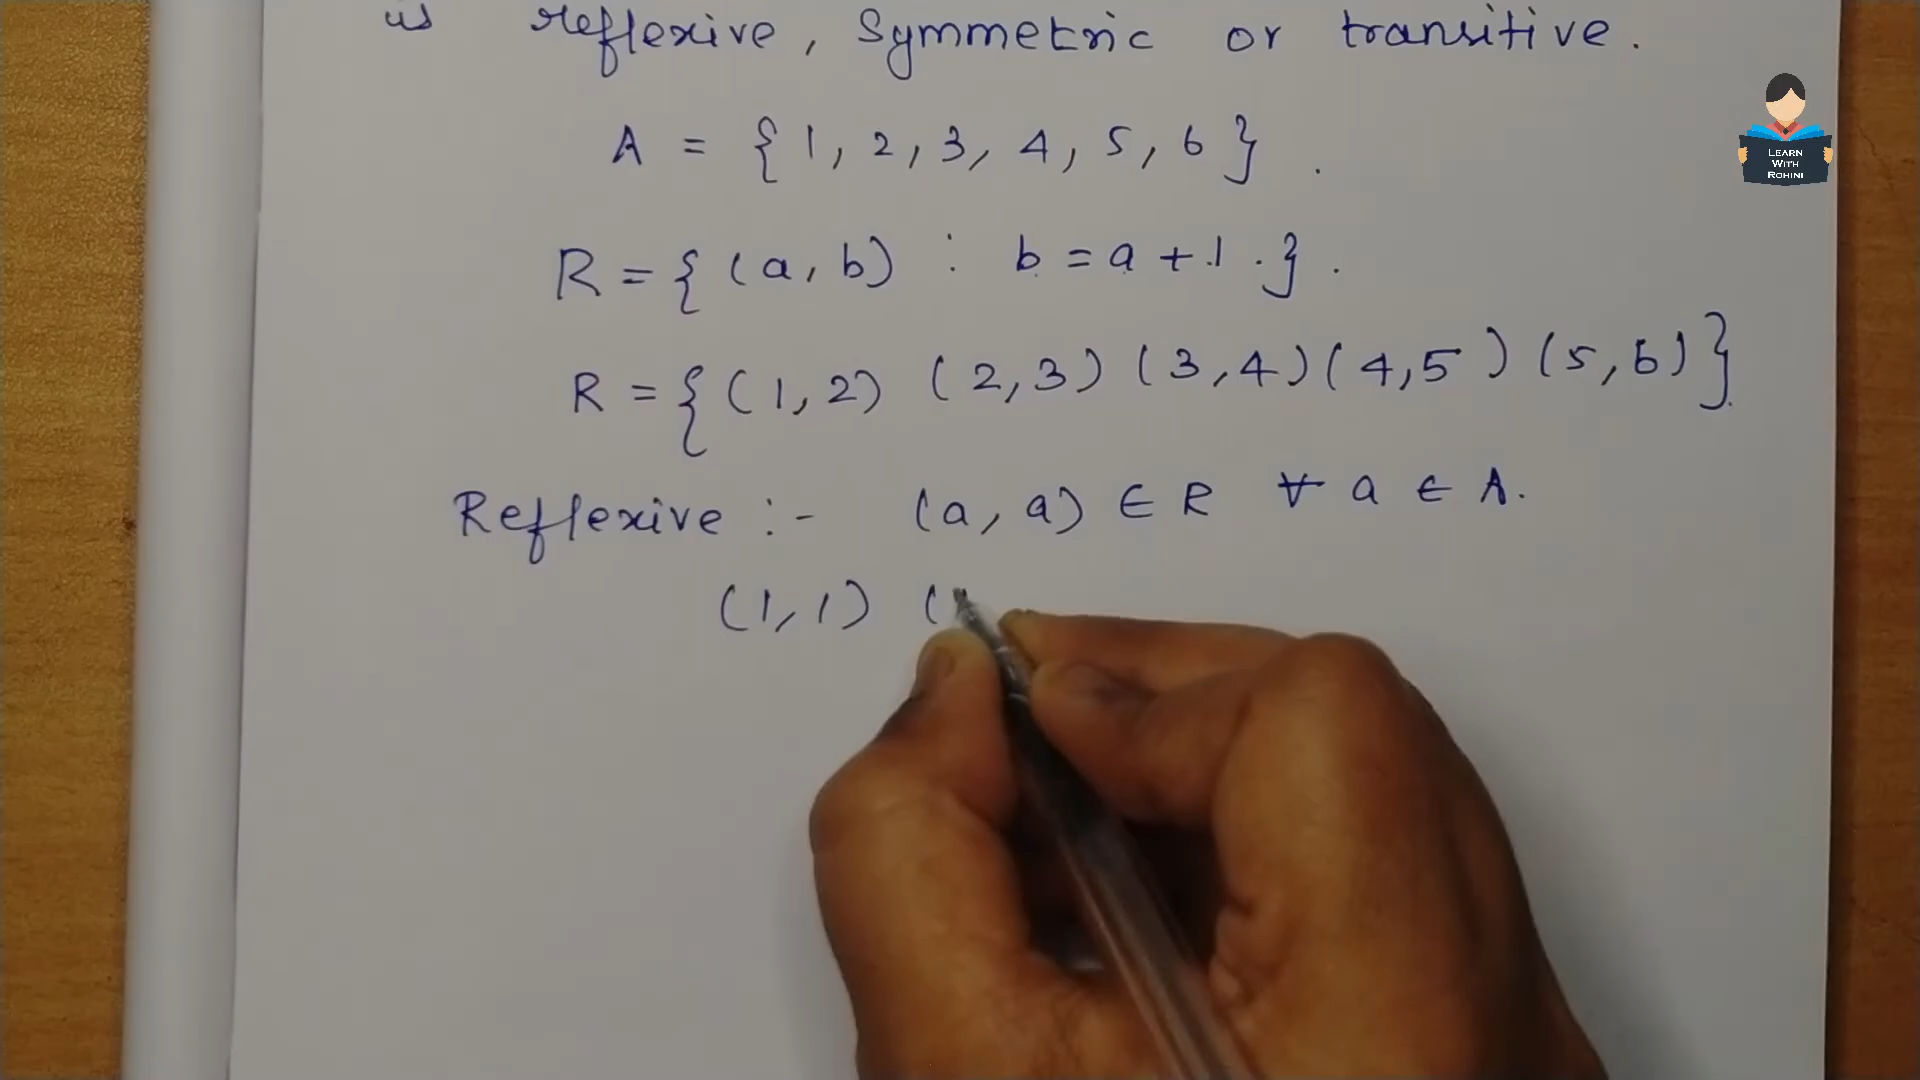 is reflexive, Symmetric or transitive.
A = {1, 2, 3, 4, 5, 6} .
R = {(a, b) : b = a + 1 .} .
R = {(1, 2) (2, 3) (3, 4) (4, 5) (5, 6)}
Reflexive :- (a, a) ∈ R ∀ a ∈ A.
(1, 1) (
LEARN
WITH
ROHINI